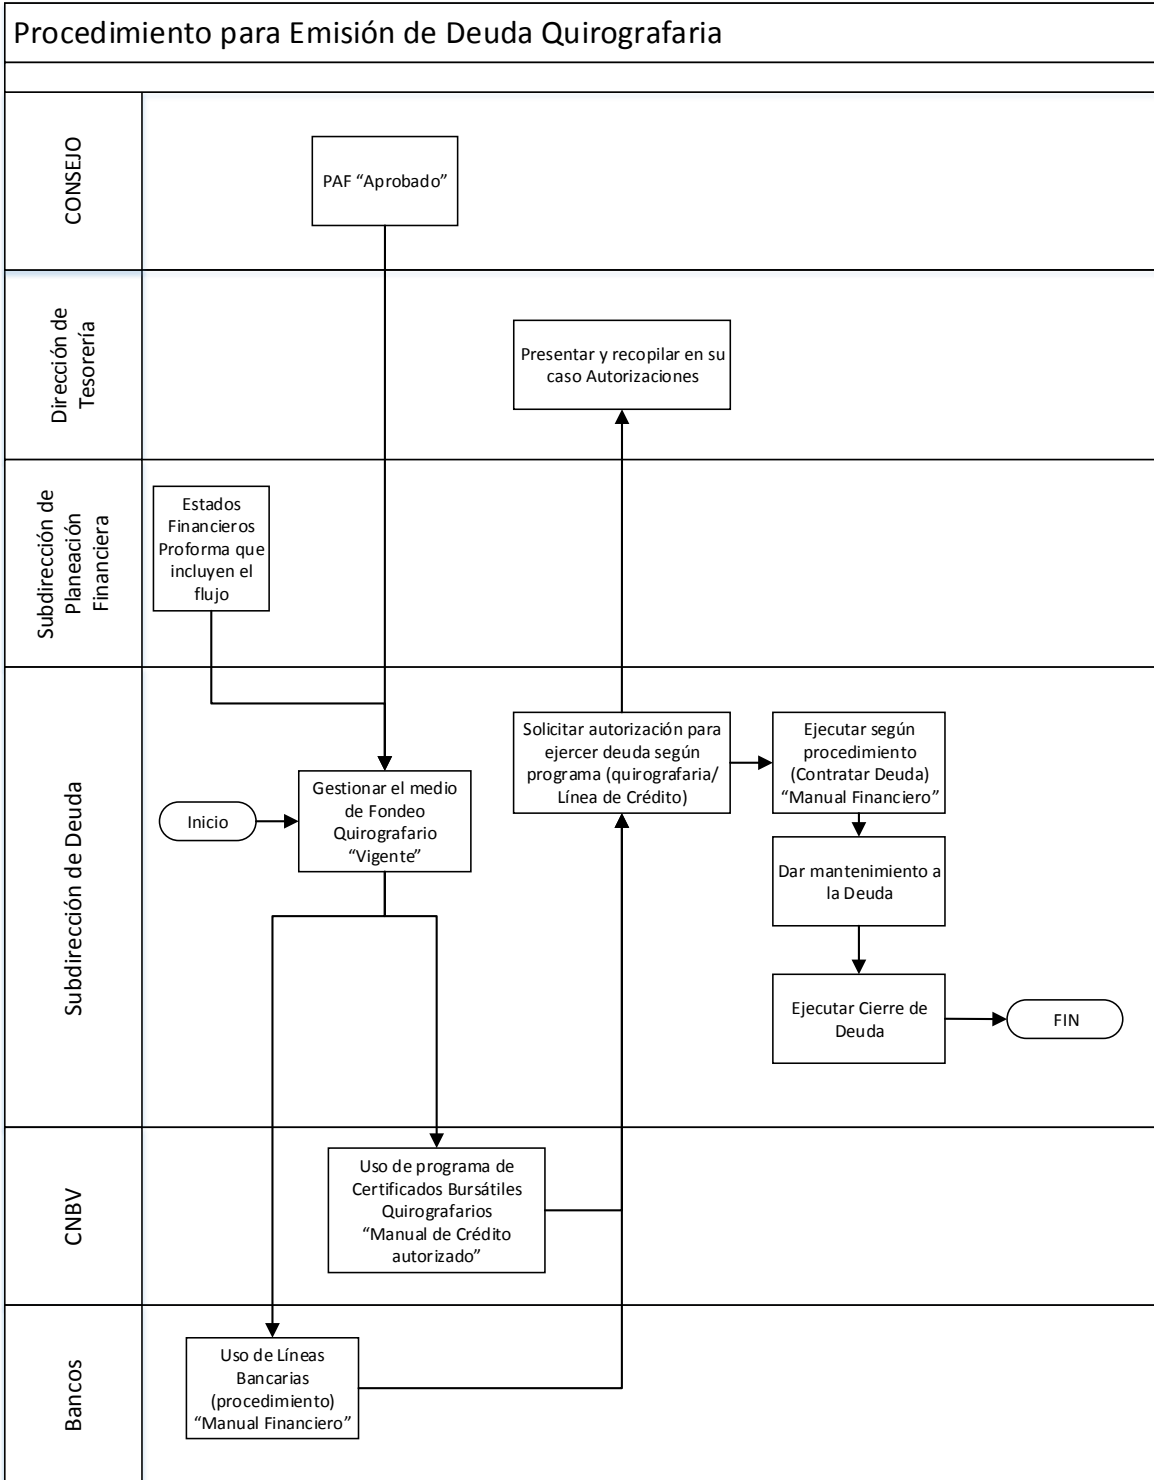 Procedimiento para Emisión de Deuda Quirografaria
CONSEJO
PAF “Aprobado”
Dirección de
Tesorería
Presentar y recopilar en su
caso Autorizaciones
Subdirección de
Planeación
Financiera
Estados
Financieros
Proforma que
incluyen el
flujo
Subdirección de Deuda
Inicio
Gestionar el medio
de Fondeo
Quirografario
“Vigente”
Solicitar autorización para
ejercer deuda según
programa (quirografaria/
Línea de Crédito)
Ejecutar según
procedimiento
(Contratar Deuda)
“Manual Financiero”
Dar mantenimiento a
la Deuda
Ejecutar Cierre de
Deuda
FIN
CNBV
Uso de programa de
Certificados Bursátiles
Quirografarios
“Manual de Crédito
autorizado”
Bancos
Uso de Líneas
Bancarias
(procedimiento)
“Manual Financiero”